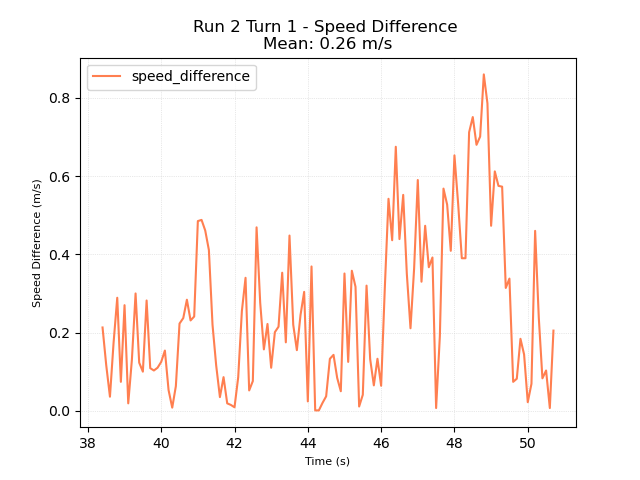 Run 2 Turn 1 - Speed Difference
Mean: 0.26 m/s
speed_difference
Speed Difference (m/s)
0.8
0.6
0.4
0.2
0.0
38
40
42
44
46
48
50
Time (s)